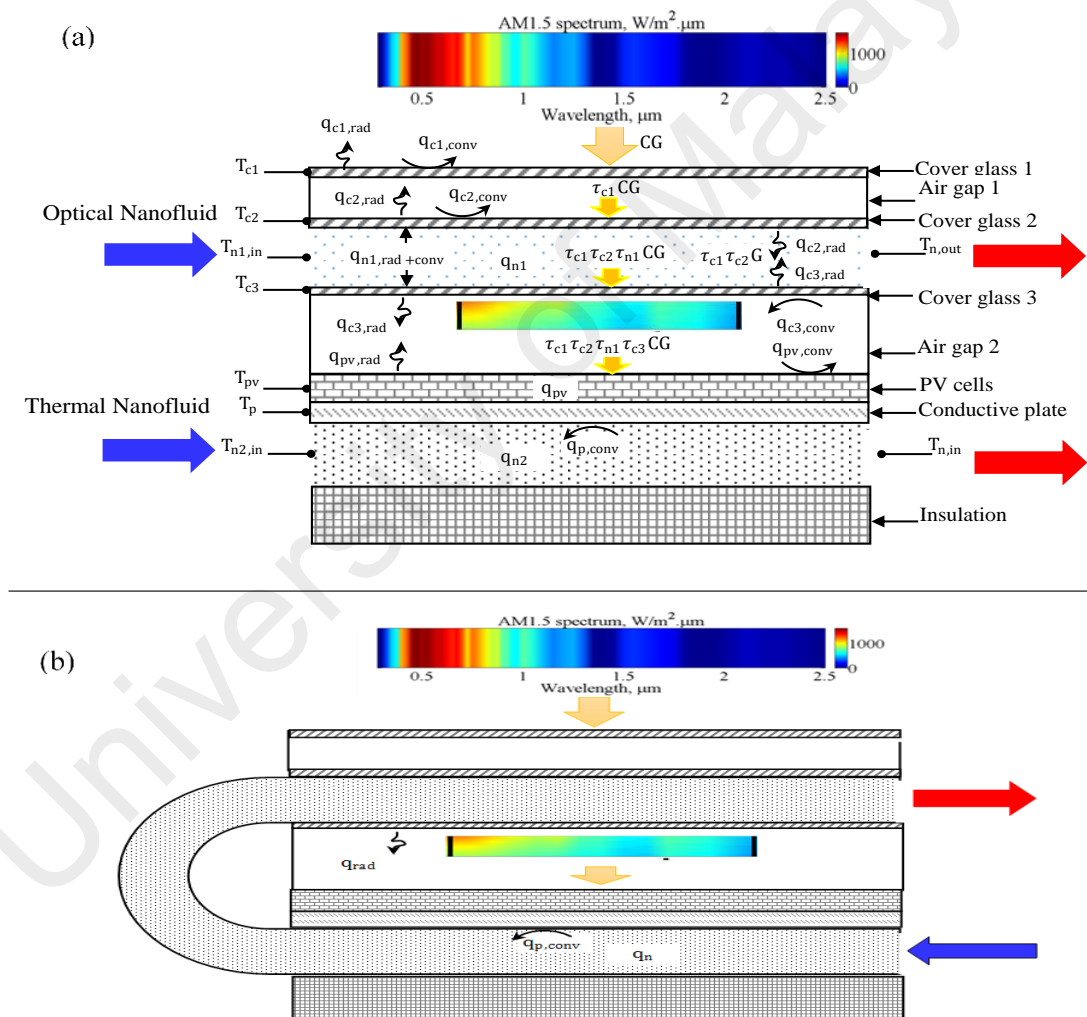 (a)
AM1.5 spectrum, W/m².μm
1000
0
0.5 1 1.5 2 2.5
Wavelength, μm
q_c1,rad
q_c1,conv
CG
T_c1
Cover glass 1
q_c2,rad
q_c2,conv
τ_c1 CG
Air gap 1
Optical Nanofluid
T_c2
Cover glass 2
T_n1,in
q_n1,rad+conv
q_n1
τ_c1 τ_c2 τ_n1 CG
τ_c1 τ_c2 G
q_c2,rad
q_c3,rad
T_n,out
T_c3
Cover glass 3
q_c3,rad
q_c3,conv
q_pv,rad
τ_c1 τ_c2 τ_n1 τ_c3 CG
q_pv,conv
Air gap 2
T_pv
q_pv
PV cells
Thermal Nanofluid
T_p
Conductive plate
T_n2,in
q_n2
q_p,conv
T_n,in
Insulation
(b)
AM1.5 spectrum, W/m².μm
1000
0
0.5 1 1.5 2 2.5
Wavelength, μm
q_rad
q_p,conv
q_n
University of Malay